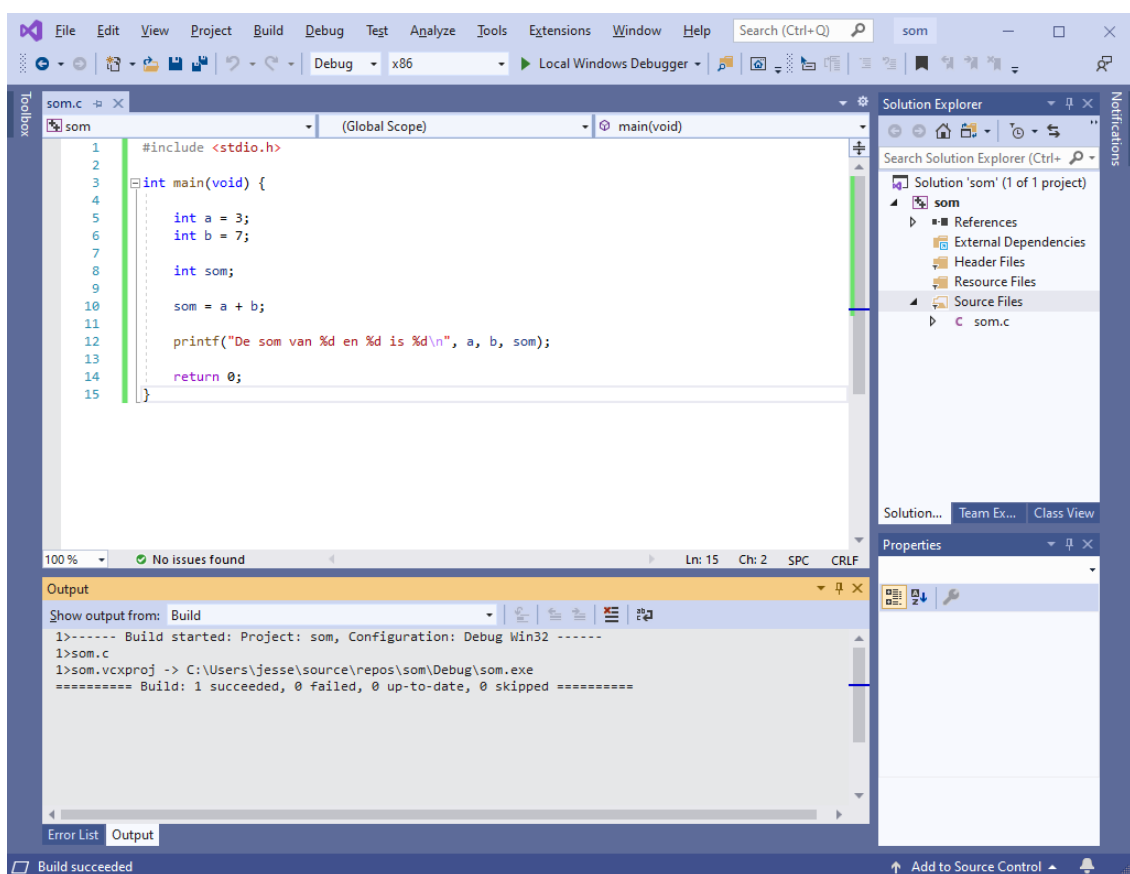 File Edit View Project Build Debug Test Analyze Tools Extensions Window Help Search (Ctrl+Q) som
Debug x86 Local Windows Debugger
Toolbox
som.c
som (Global Scope) main(void)
1 #include <stdio.h>
2
3 int main(void) {
4
5 int a = 3;
6 int b = 7;
7
8 int som;
9
10 som = a + b;
11
12 printf("De som van %d en %d is %d\n", a, b, som);
13
14 return 0;
15 }
100 % No issues found Ln: 15 Ch: 2 SPC CRLF
Output
Show output from: Build
1>------ Build started: Project: som, Configuration: Debug Win32 ------
1>som.c
1>som.vcxproj -> C:\Users\jesse\source\repos\som\Debug\som.exe
========== Build: 1 succeeded, 0 failed, 0 up-to-date, 0 skipped ==========
Error List Output
Solution Explorer
Search Solution Explorer (Ctrl+
Solution 'som' (1 of 1 project)
som
References
External Dependencies
Header Files
Resource Files
Source Files
C som.c
Solution... Team Ex... Class View
Properties
Notifications
Build succeeded Add to Source Control